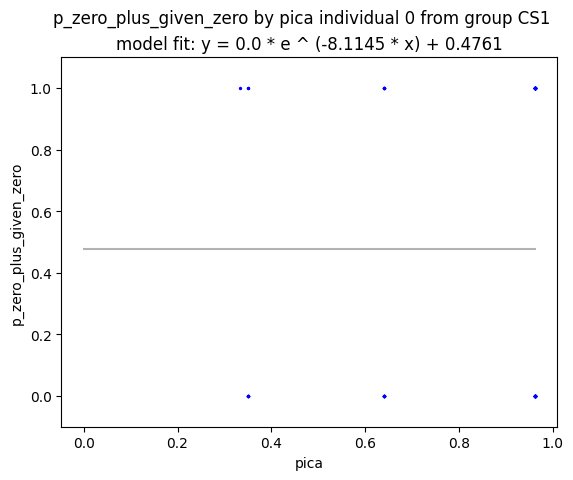 p_zero_plus_given_zero by pica individual 0 from group CS1
model fit: y = 0.0 * e ^ (-8.1145 * x) + 0.4761
1.0
0.8
0.6
0.4
0.2
0.0
p_zero_plus_given_zero
0.0 0.2 0.4 0.6 0.8 1.0
pica